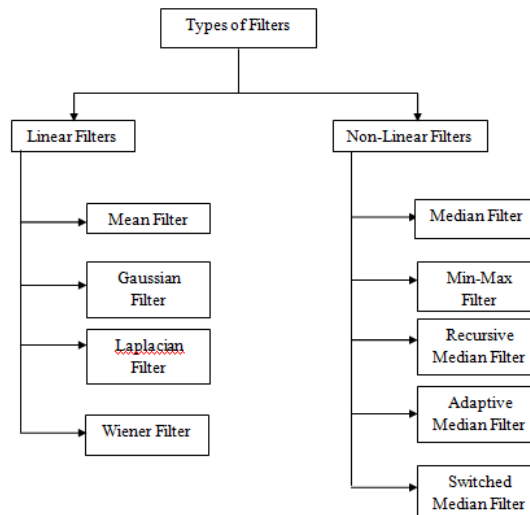 Types of Filters
Linear Filters
Non-Linear Filters
Mean Filter
Gaussian
Filter
Laplacian
Filter
Wiener Filter
Median Filter
Min-Max
Filter
Recursive
Median Filter
Adaptive
Median Filter
Switched
Median Filter